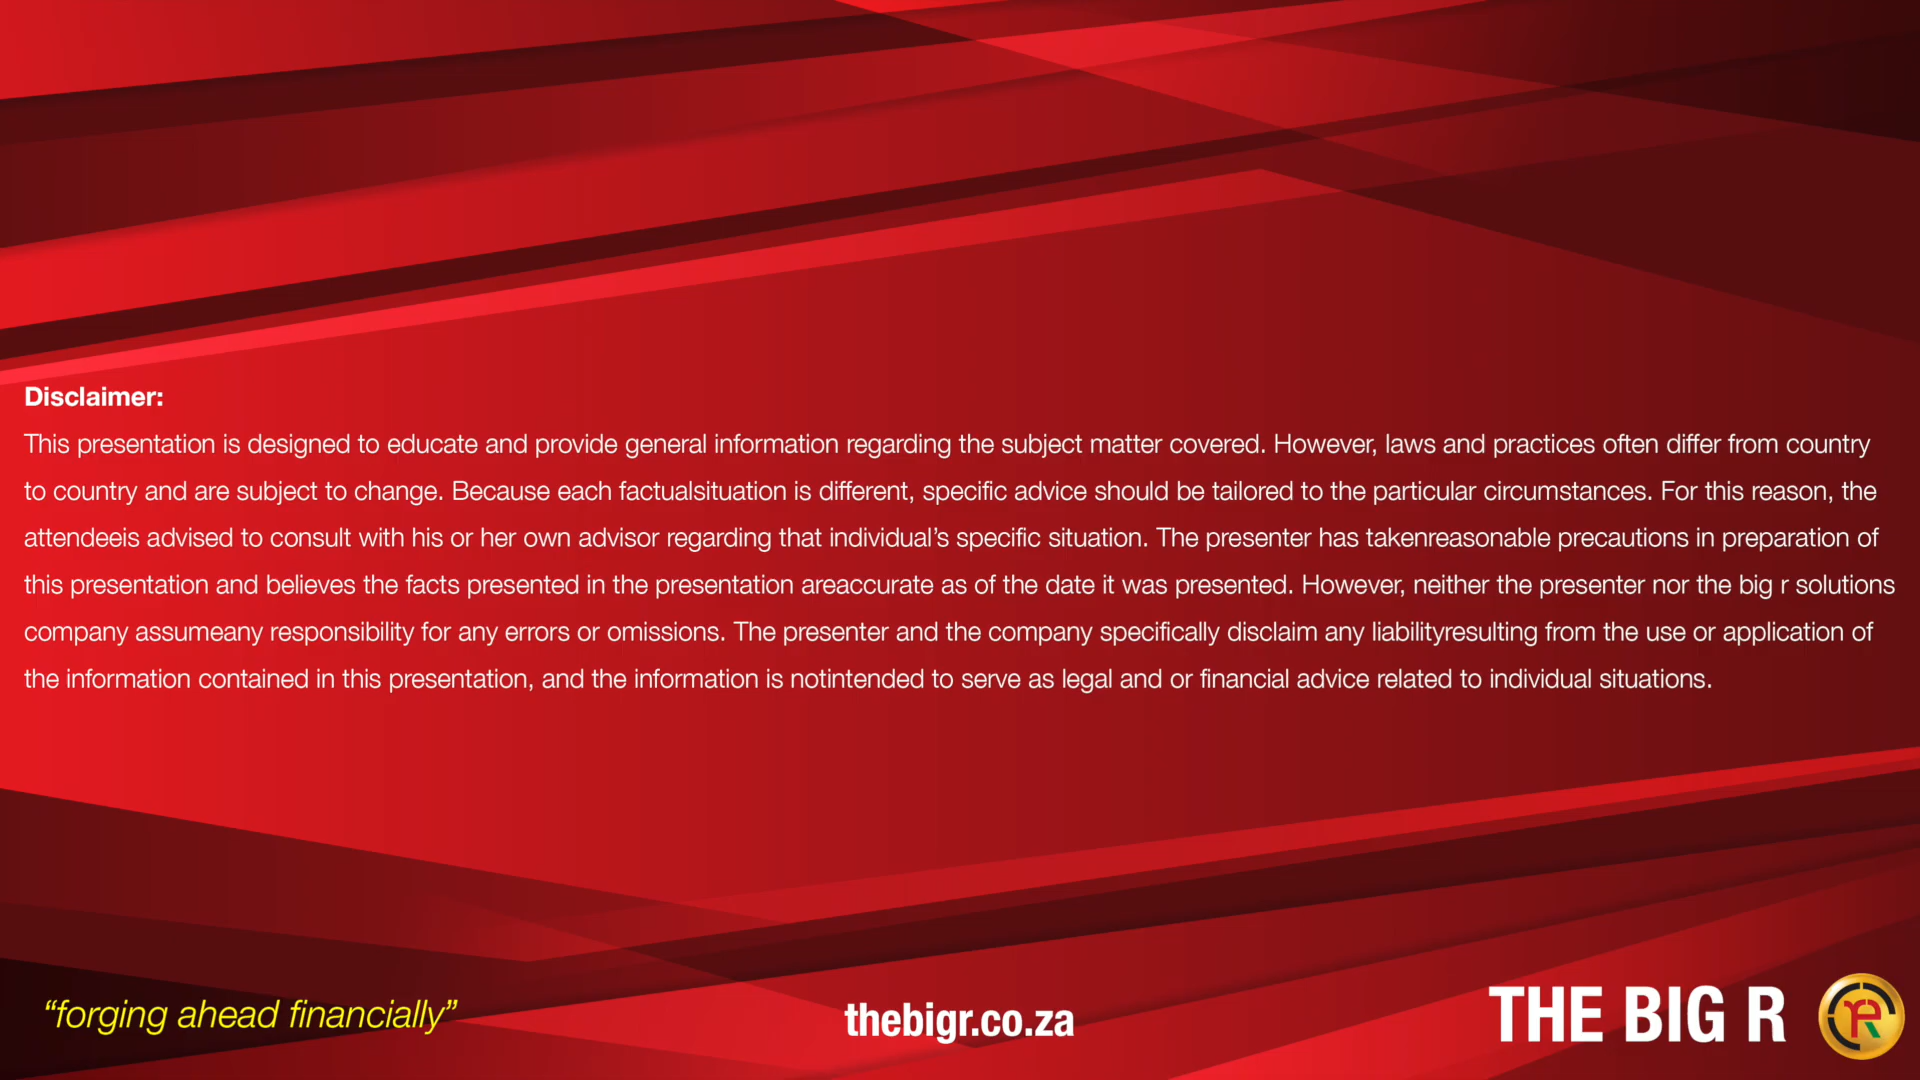 Disclaimer:
This presentation is designed to educate and provide general information regarding the subject matter covered. However, laws and practices often differ from country
to country and are subject to change. Because each factualsituation is different, specific advice should be tailored to the particular circumstances. For this reason, the
attendeeis advised to consult with his or her own advisor regarding that individual’s specific situation. The presenter has takenreasonable precautions in preparation of
this presentation and believes the facts presented in the presentation areaccurate as of the date it was presented. However, neither the presenter nor the big r solutions
company assumeany responsibility for any errors or omissions. The presenter and the company specifically disclaim any liabilityresulting from the use or application of
the information contained in this presentation, and the information is notintended to serve as legal and or financial advice related to individual situations.
“forging ahead financially”
thebigr.co.za
THE BIG R
R